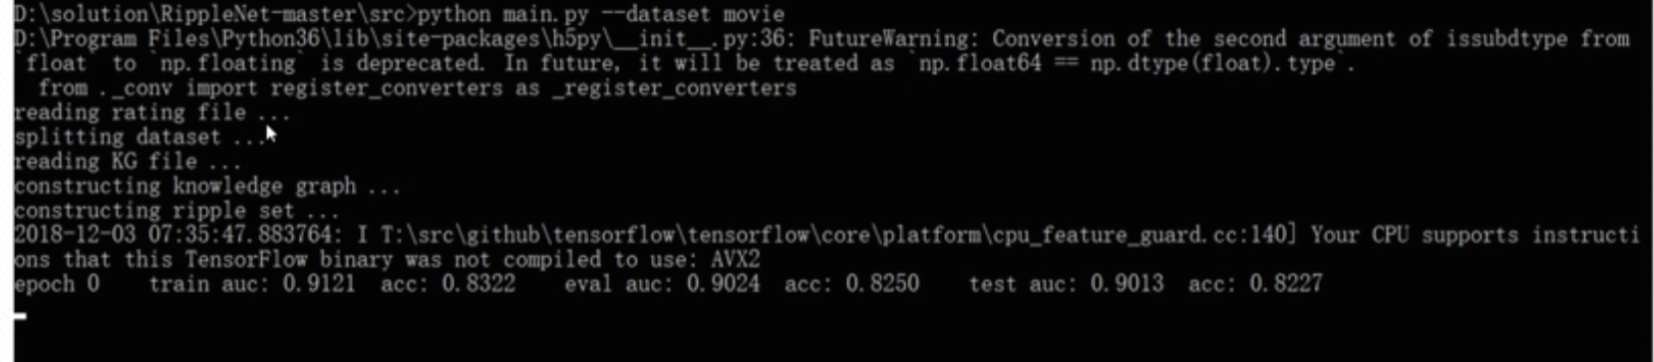 D:\solution\RippleNet-master\src>python main.py --dataset movie
D:\Program Files\Python36\lib\site-packages\h5py\__init__.py:36: FutureWarning: Conversion of the second argument of issubdtype from
`float` to `np.floating` is deprecated. In future, it will be treated as `np.float64 == np.dtype(float).type`.
  from ._conv import register_converters as _register_converters
reading rating file ...
splitting dataset ...
reading KG file ...
constructing knowledge graph ...
constructing ripple set ...
2018-12-03 07:35:47.883764: I T:\src\github\tensorflow\tensorflow\core\platform\cpu_feature_guard.cc:140] Your CPU supports instructi
ons that this TensorFlow binary was not compiled to use: AVX2
epoch 0    train auc: 0.9121  acc: 0.8322    eval auc: 0.9024  acc: 0.8250    test auc: 0.9013  acc: 0.8227